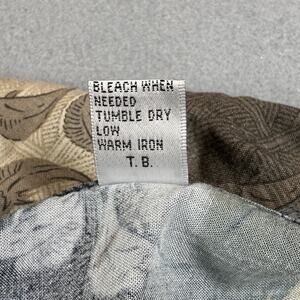 BLEACH WHEN
NEEDED
TUMBLE DRY
LOW
WARM IRON
T.B.